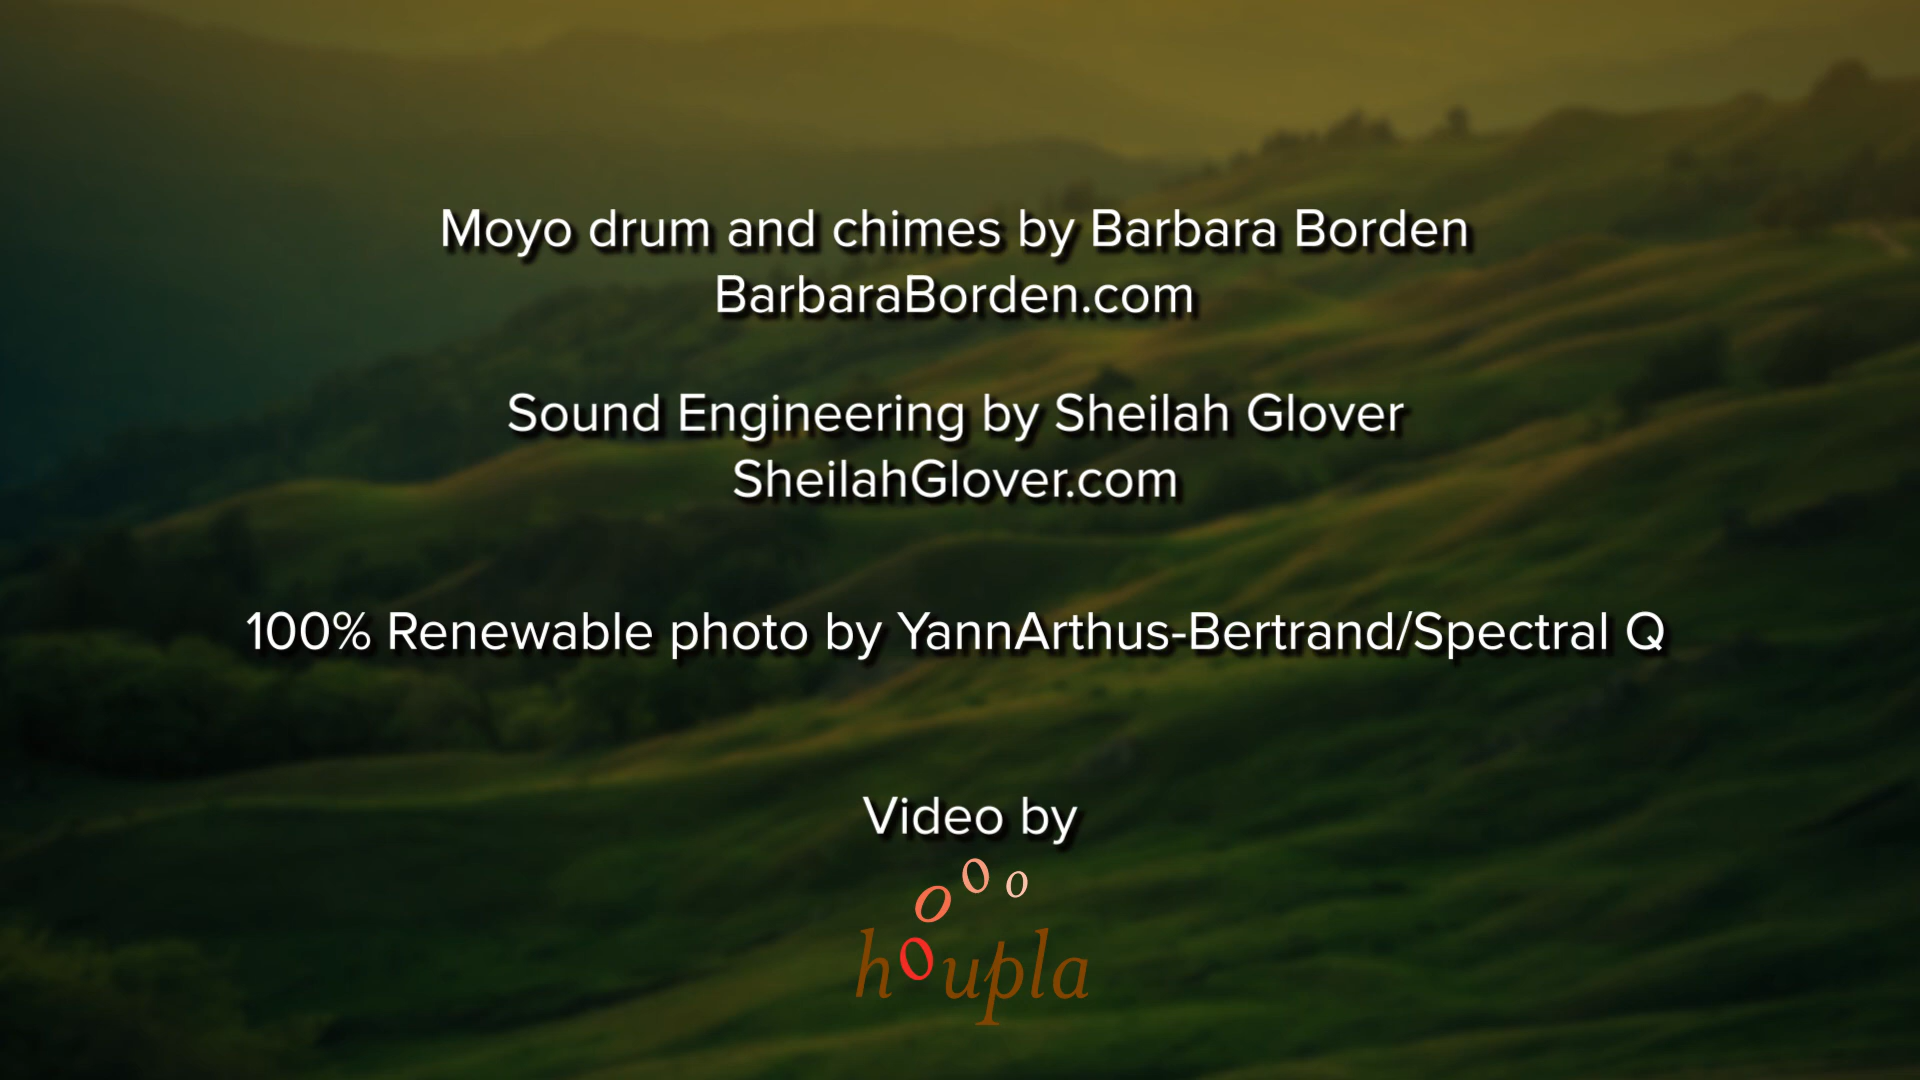 Moyo drum and chimes by Barbara Borden
BarbaraBorden.com
Sound Engineering by Sheilah Glover
SheilahGlover.com
100% Renewable photo by YannArthus-Bertrand/Spectral Q
Video by
houpla